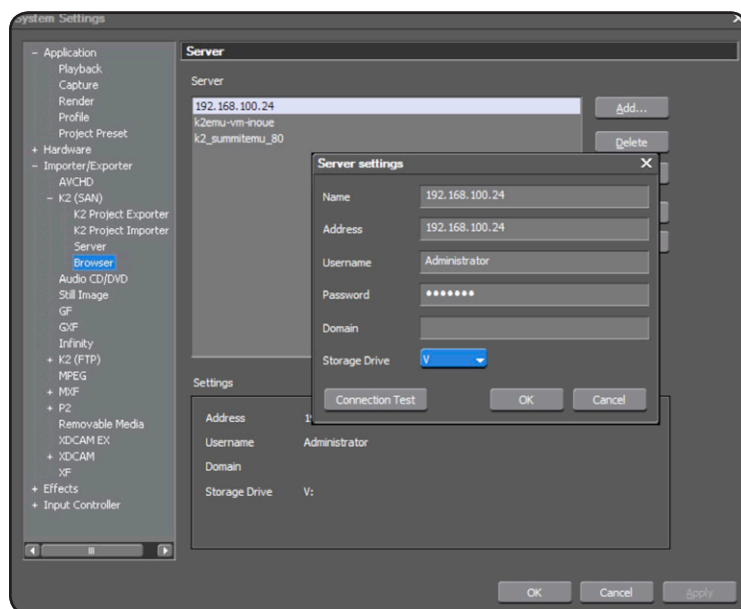 System Settings
- Application
Playback
Capture
Render
Profile
Project Preset
+ Hardware
- Importer/Exporter
AVCHD
- K2 (SAN)
K2 Project Exporter
K2 Project Importer
Server
Browser
Audio CD/DVD
Still Image
GF
GXF
Infinity
+ K2 (FTP)
MPEG
+ MXF
+ P2
Removable Media
XDCAM EX
+ XDCAM
XF
+ Effects
+ Input Controller
Server
Server
192.168.100.24
k2emu-vm-inoue
k2_summitemu_80
Add...
Delete
Server settings
Name 192.168.100.24
Address 192.168.100.24
Username Administrator
Password •••••••
Domain
Storage Drive V
Connection Test OK Cancel
Settings
Address
Username Administrator
Domain
Storage Drive V:
OK Cancel Apply